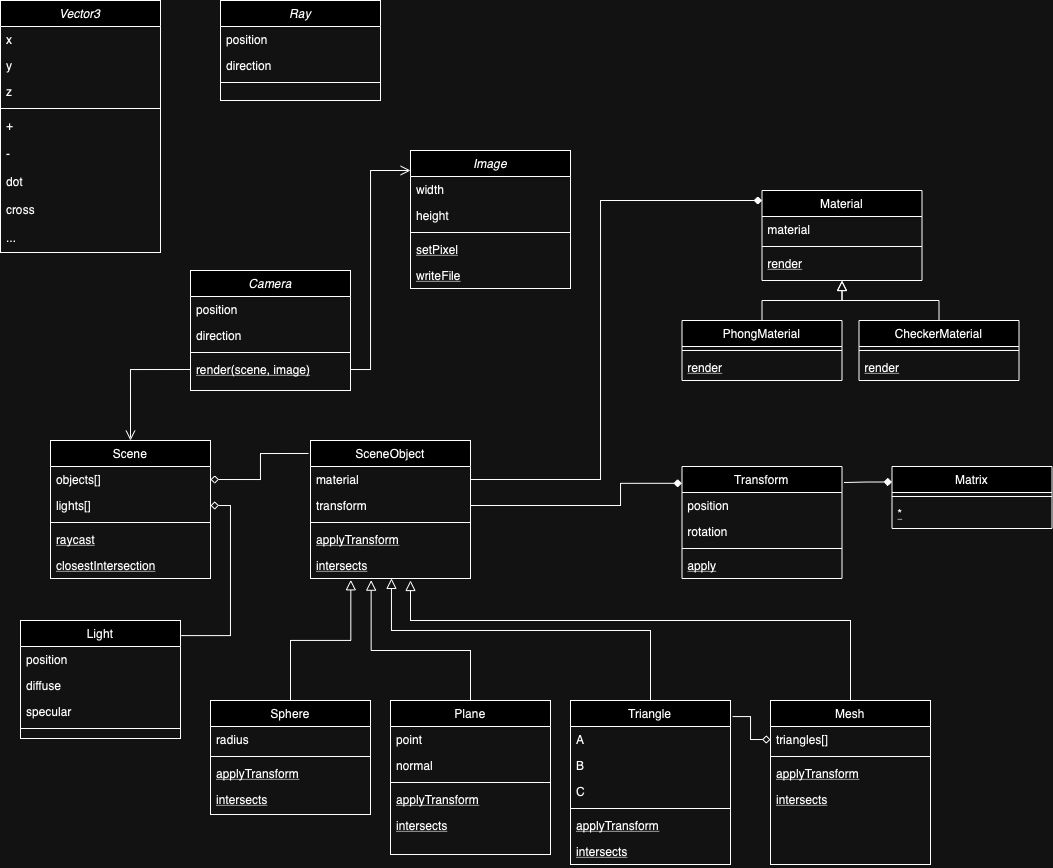 Vector3
x
y
z
+
-
dot
cross
...
Ray
position
direction
Image
width
height
setPixel
writeFile
Material
material
render
Camera
position
direction
render(scene, image)
PhongMaterial
render
CheckerMaterial
render
Scene
objects[]
lights[]
raycast
closestIntersection
SceneObject
material
transform
applyTransform
intersects
Transform
position
rotation
apply
Matrix
*
Light
position
diffuse
specular
Sphere
radius
applyTransform
intersects
Plane
point
normal
applyTransform
intersects
Triangle
A
B
C
applyTransform
intersects
Mesh
triangles[]
applyTransform
intersects